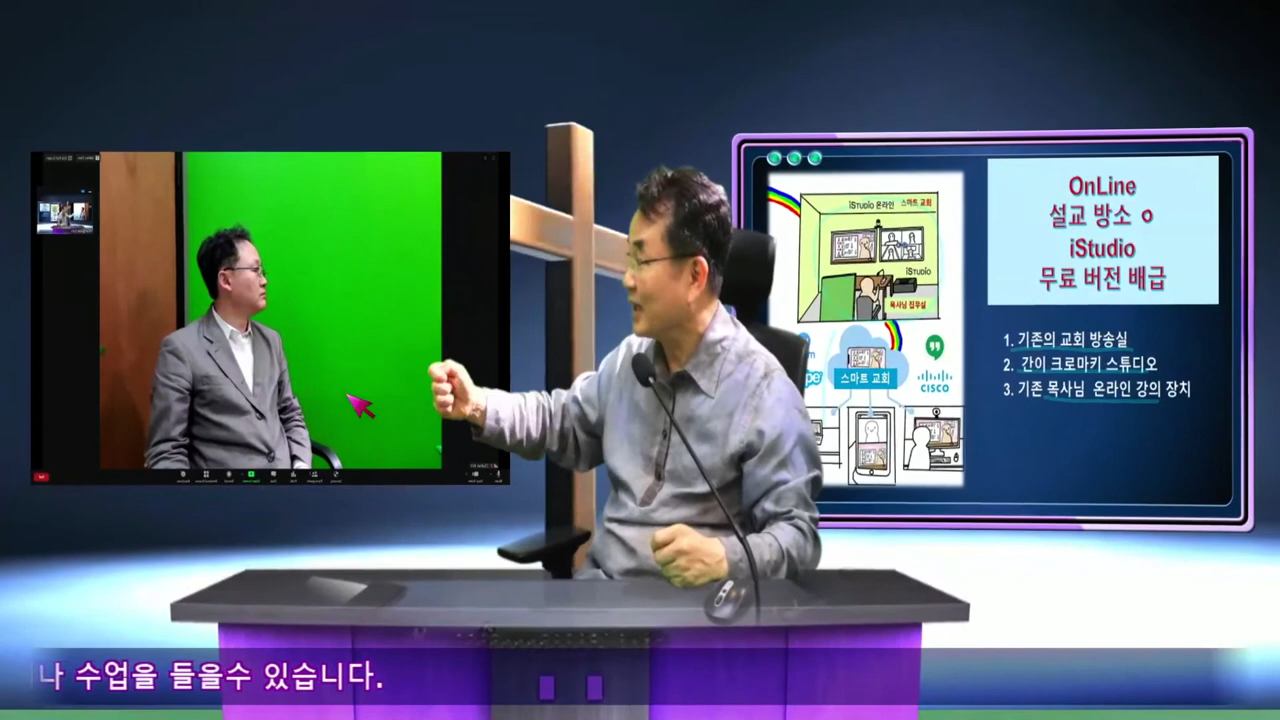 OnLine
설교 방소 ㅇ
iStudio
무료 버전 배급
iSTUDiO 온라인 스마트 교회
iSTUDiO
목사님 집무실
스마트 교회
CISCO
1. 기존의 교회 방송실
2. 간이 크로마키 스튜디오
3. 기존 목사님 온라인 강의 장치
나 수업을 들을수 있습니다.